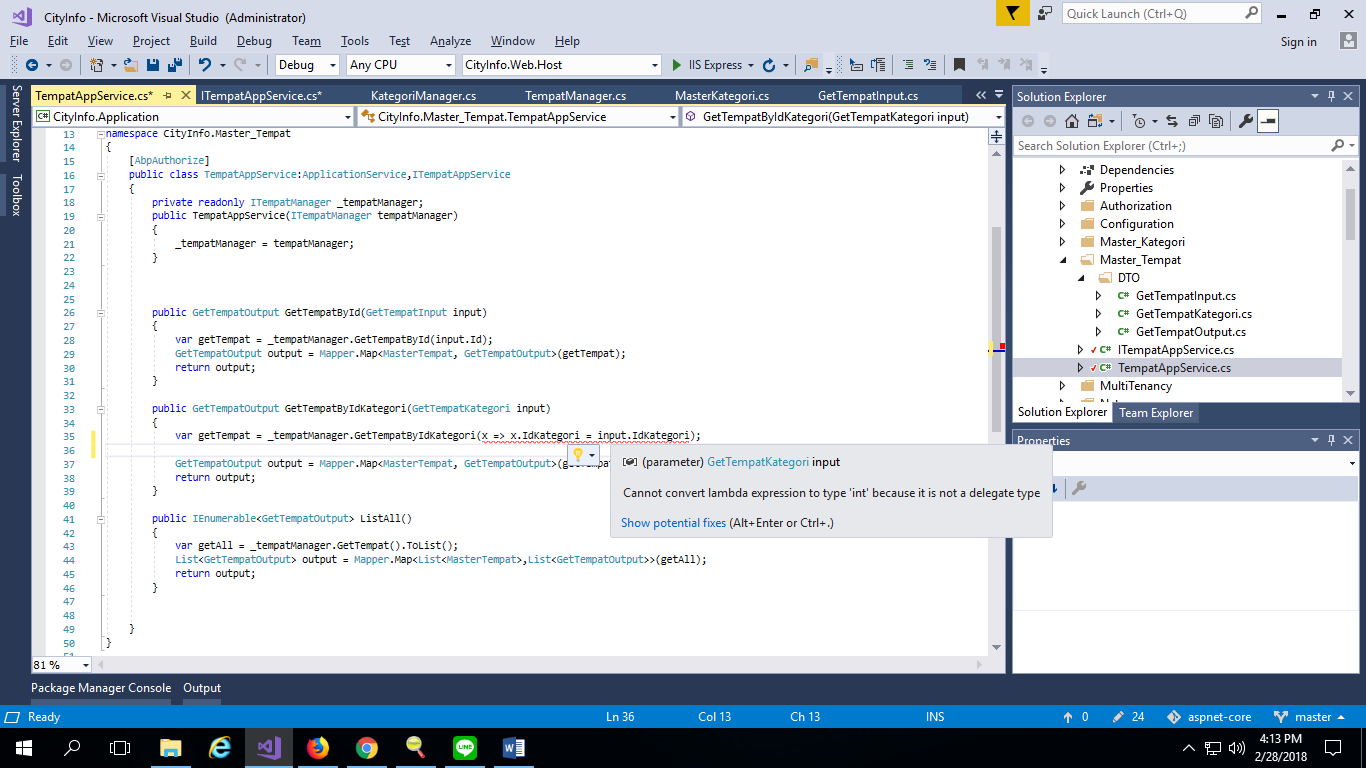 CityInfo - Microsoft Visual Studio (Administrator)
Quick Launch (Ctrl+Q)
File Edit View Project Build Debug Team Tools Test Analyze Window Help
Sign in
Debug Any CPU CityInfo.Web.Host IIS Express
Server Explorer
Toolbox
TempatAppService.cs* ITempatAppService.cs* KategoriManager.cs TempatManager.cs MasterKategori.cs GetTempatInput.cs
CityInfo.Application CityInfo.Master_Tempat.TempatAppService GetTempatByIdKategori(GetTempatKategori input)
13 namespace CityInfo.Master_Tempat
14 {
15 [AbpAuthorize]
16 public class TempatAppService:ApplicationService,ITempatAppService
17 {
18 private readonly ITempatManager _tempatManager;
19 public TempatAppService(ITempatManager tempatManager)
20 {
21 _tempatManager = tempatManager;
22 }
23
24
25
26 public GetTempatOutput GetTempatById(GetTempatInput input)
27 {
28 var getTempat = _tempatManager.GetTempatById(input.Id);
29 GetTempatOutput output = Mapper.Map<MasterTempat, GetTempatOutput>(getTempat);
30 return output;
31 }
32
33 public GetTempatOutput GetTempatByIdKategori(GetTempatKategori input)
34 {
35 var getTempat = _tempatManager.GetTempatByIdKategori(x => x.IdKategori = input.IdKategori);
36
37 GetTempatOutput output = Mapper.Map<MasterTempat, GetTempatOutput>(
38 return output;
39 }
40
41 public IEnumerable<GetTempatOutput> ListAll()
42 {
43 var getAll = _tempatManager.GetTempat().ToList();
44 List<GetTempatOutput> output = Mapper.Map<List<MasterTempat>,List<GetTempatOutput>>(getAll);
45 return output;
46 }
47
48
49 }
50 }
(parameter) GetTempatKategori input
Cannot convert lambda expression to type 'int' because it is not a delegate type
Show potential fixes (Alt+Enter or Ctrl+.)
81 %
Solution Explorer
Search Solution Explorer (Ctrl+;)
Dependencies
Properties
Authorization
Configuration
Master_Kategori
Master_Tempat
DTO
C# GetTempatInput.cs
C# GetTempatKategori.cs
C# GetTempatOutput.cs
C# ITempatAppService.cs
C# TempatAppService.cs
MultiTenancy
Solution Explorer Team Explorer
Properties
Package Manager Console Output
Ready Ln 36 Col 13 Ch 13 INS 0 24 aspnet-core master
LINE
4:13 PM
2/28/2018